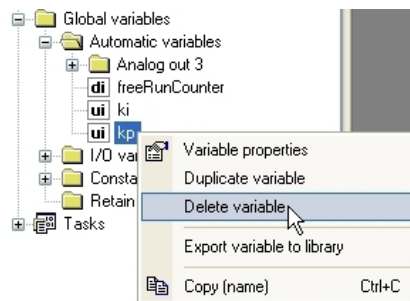 Global variables
Automatic variables
Analog out 3
di freeRunCounter
ui ki
ui kp
I/O var
Consta
Retain
Tasks
Variable properties
Duplicate variable
Delete variable
Export variable to library
Copy (name) Ctrl+C